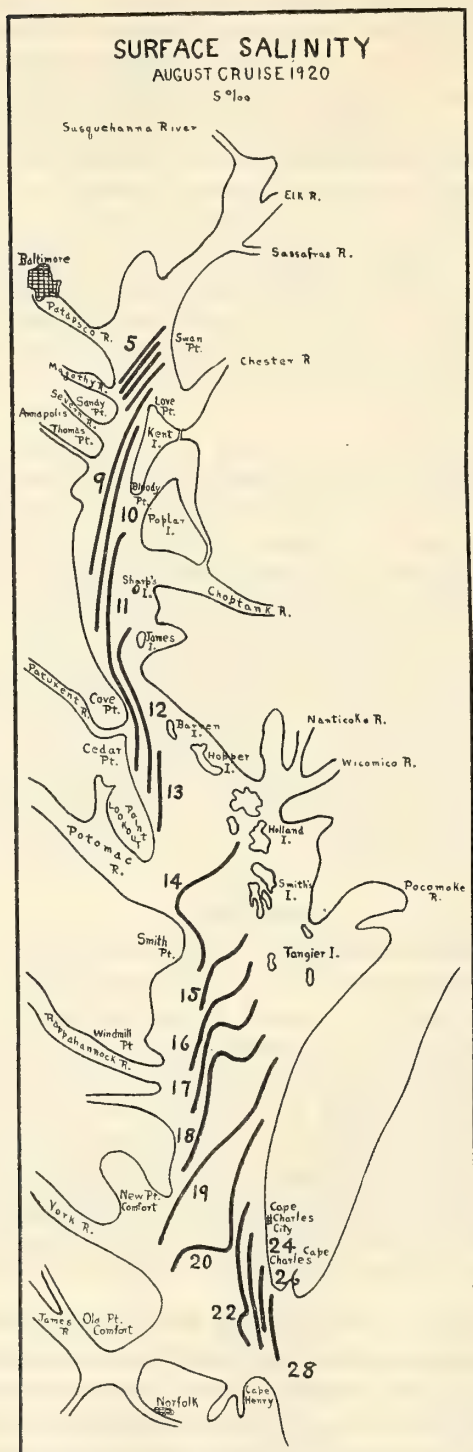 SURFACE SALINITY
AUGUST CRUISE 1920
S ‰
Susquehanna River
Elk R.
Sassafras R.
Baltimore
Patapsco R.
5
Swan
Pt.
Chester R
Magothy R.
Sandy
Pt.
Love
Pt.
Severn R.
Annapolis
Thomas
Pt.
Kent
I.
9
Bloody
Pt.
10
Poplar
I.
Sharp's
I.
Choptank R.
11
James
I.
Patuxent R.
Cove
Pt.
12
Barren
I.
Nanticoke R.
Cedar
Pt.
Hopper
I.
Wicomico R.
13
Point
Lookout
Potomac
R.
Holland
I.
14
Smith's
I.
Pocomoke
R.
Smith
Pt.
Tangier I.
15
Windmill
Pt
16
Rappahannock R.
17
18
19
New Pt.
Comfort
York R.
Cape
Charles
City
24
Cape
Charles
20
26
22
James
R
Old Pt.
Comfort
28
Norfolk
Cape
Henry